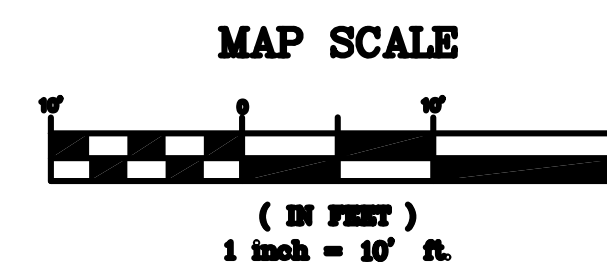 MAP SCALE
10' 0 10'
( IN FEET )
1 inch = 10' ft.